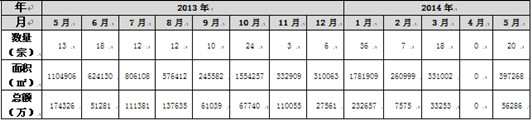 年 2013 年 2014 年
月 5 月 6 月 7 月 8 月 9 月 10 月 11 月 12 月 1 月 2 月 3 月 4 月 5 月
数量 (宗) 13 18 12 12 10 24 3 6 36 7 18 0 20
面积 (㎡) 1104906 624130 806108 576412 245582 1554257 332909 310063 1781909 260999 331002 0 397268
总额 (万) 174326 51281 111381 137635 61039 67740 110055 27561 232657 7575 33253 0 56286